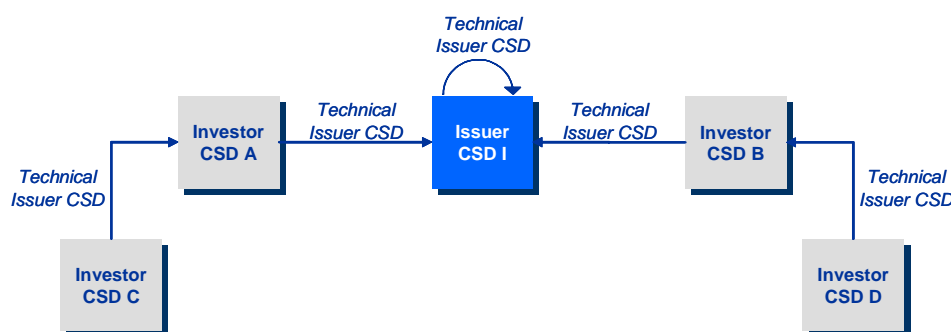 Technical
Issuer CSD
Investor
CSD A
Technical
Issuer CSD
Issuer
CSD I
Technical
Issuer CSD
Investor
CSD B
Technical
Issuer CSD
Technical
Issuer CSD
Investor
CSD C
Investor
CSD D